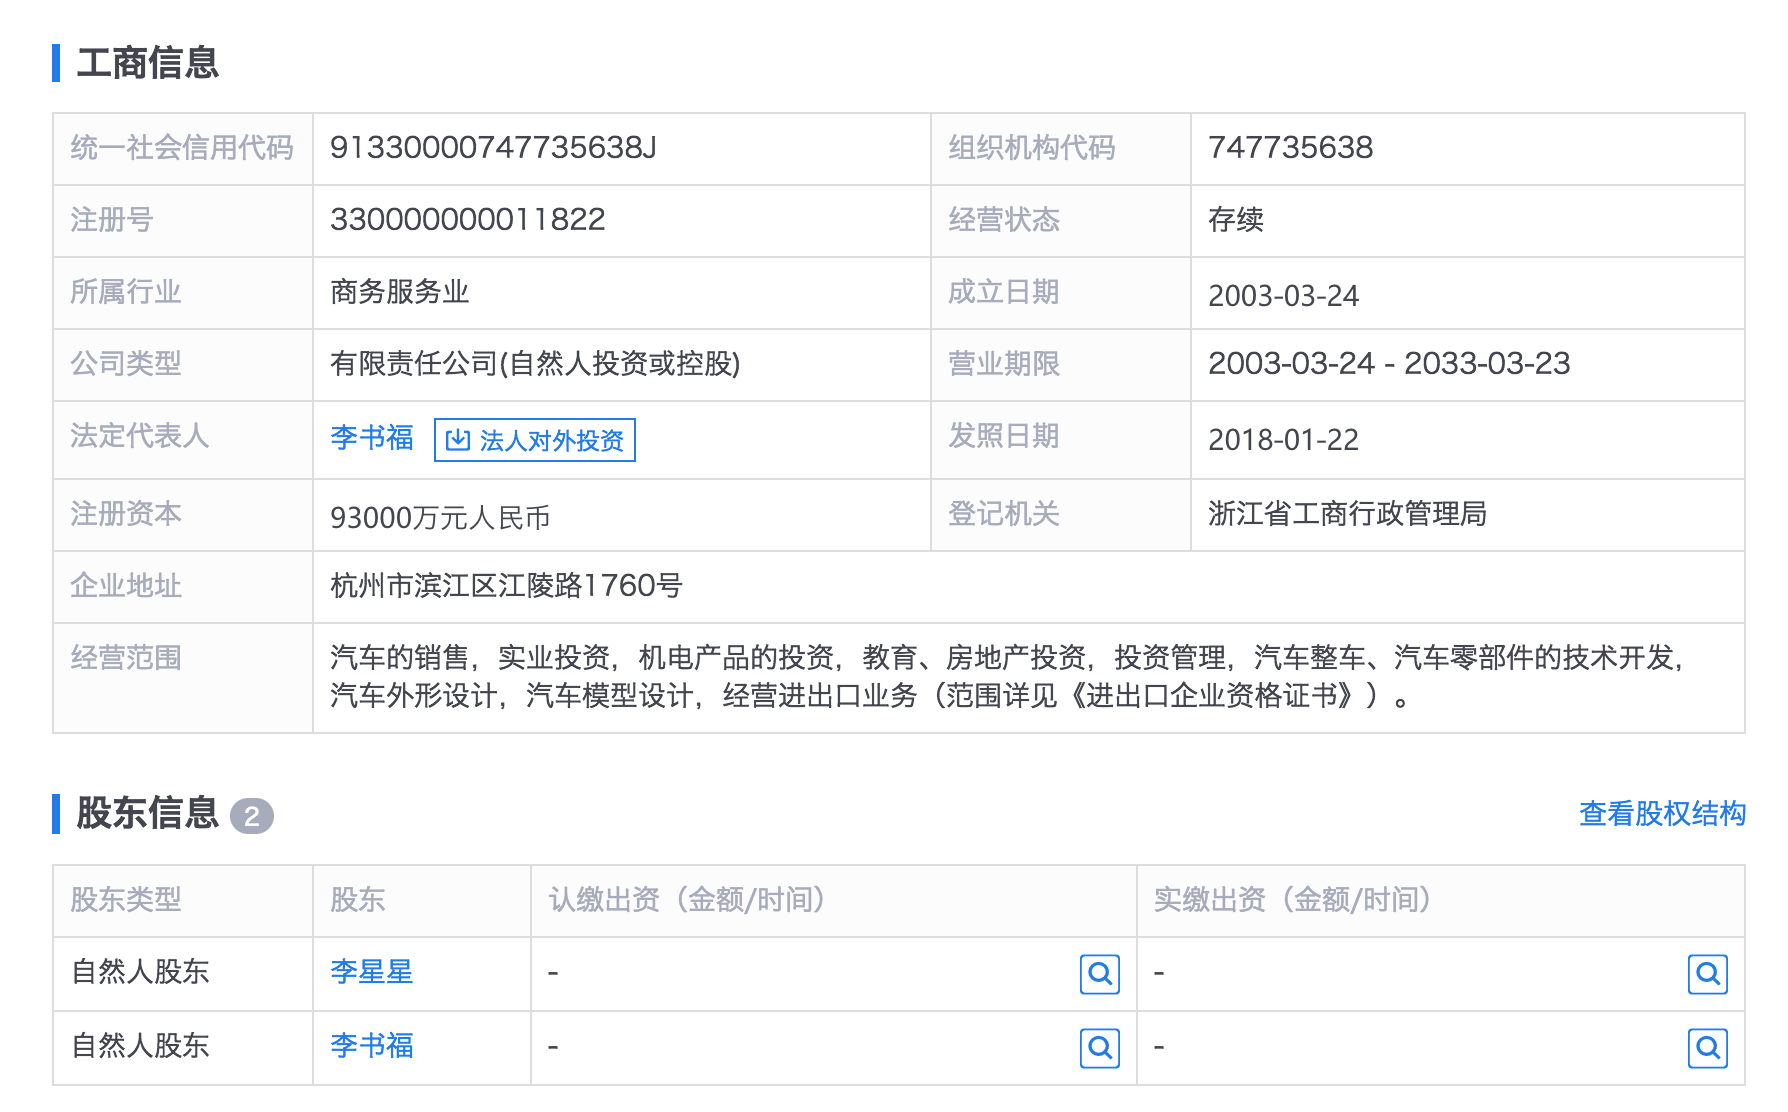 工商信息
统一社会信用代码 91330000747735638J 组织机构代码 747735638
注册号 330000000011822 经营状态 存续
所属行业 商务服务业 成立日期 2003-03-24
公司类型 有限责任公司(自然人投资或控股) 营业期限 2003-03-24 - 2033-03-23
法定代表人 李书福 法人对外投资 发照日期 2018-01-22
注册资本 93000万元人民币 登记机关 浙江省工商行政管理局
企业地址 杭州市滨江区江陵路1760号
经营范围 汽车的销售，实业投资，机电产品的投资，教育、房地产投资，投资管理，汽车整车、汽车零部件的技术开发，
汽车外形设计，汽车模型设计，经营进出口业务（范围详见《进出口企业资格证书》）。
股东信息 2 查看股权结构
股东类型 股东 认缴出资（金额/时间） 实缴出资（金额/时间）
自然人股东 李星星 - -
自然人股东 李书福 - -